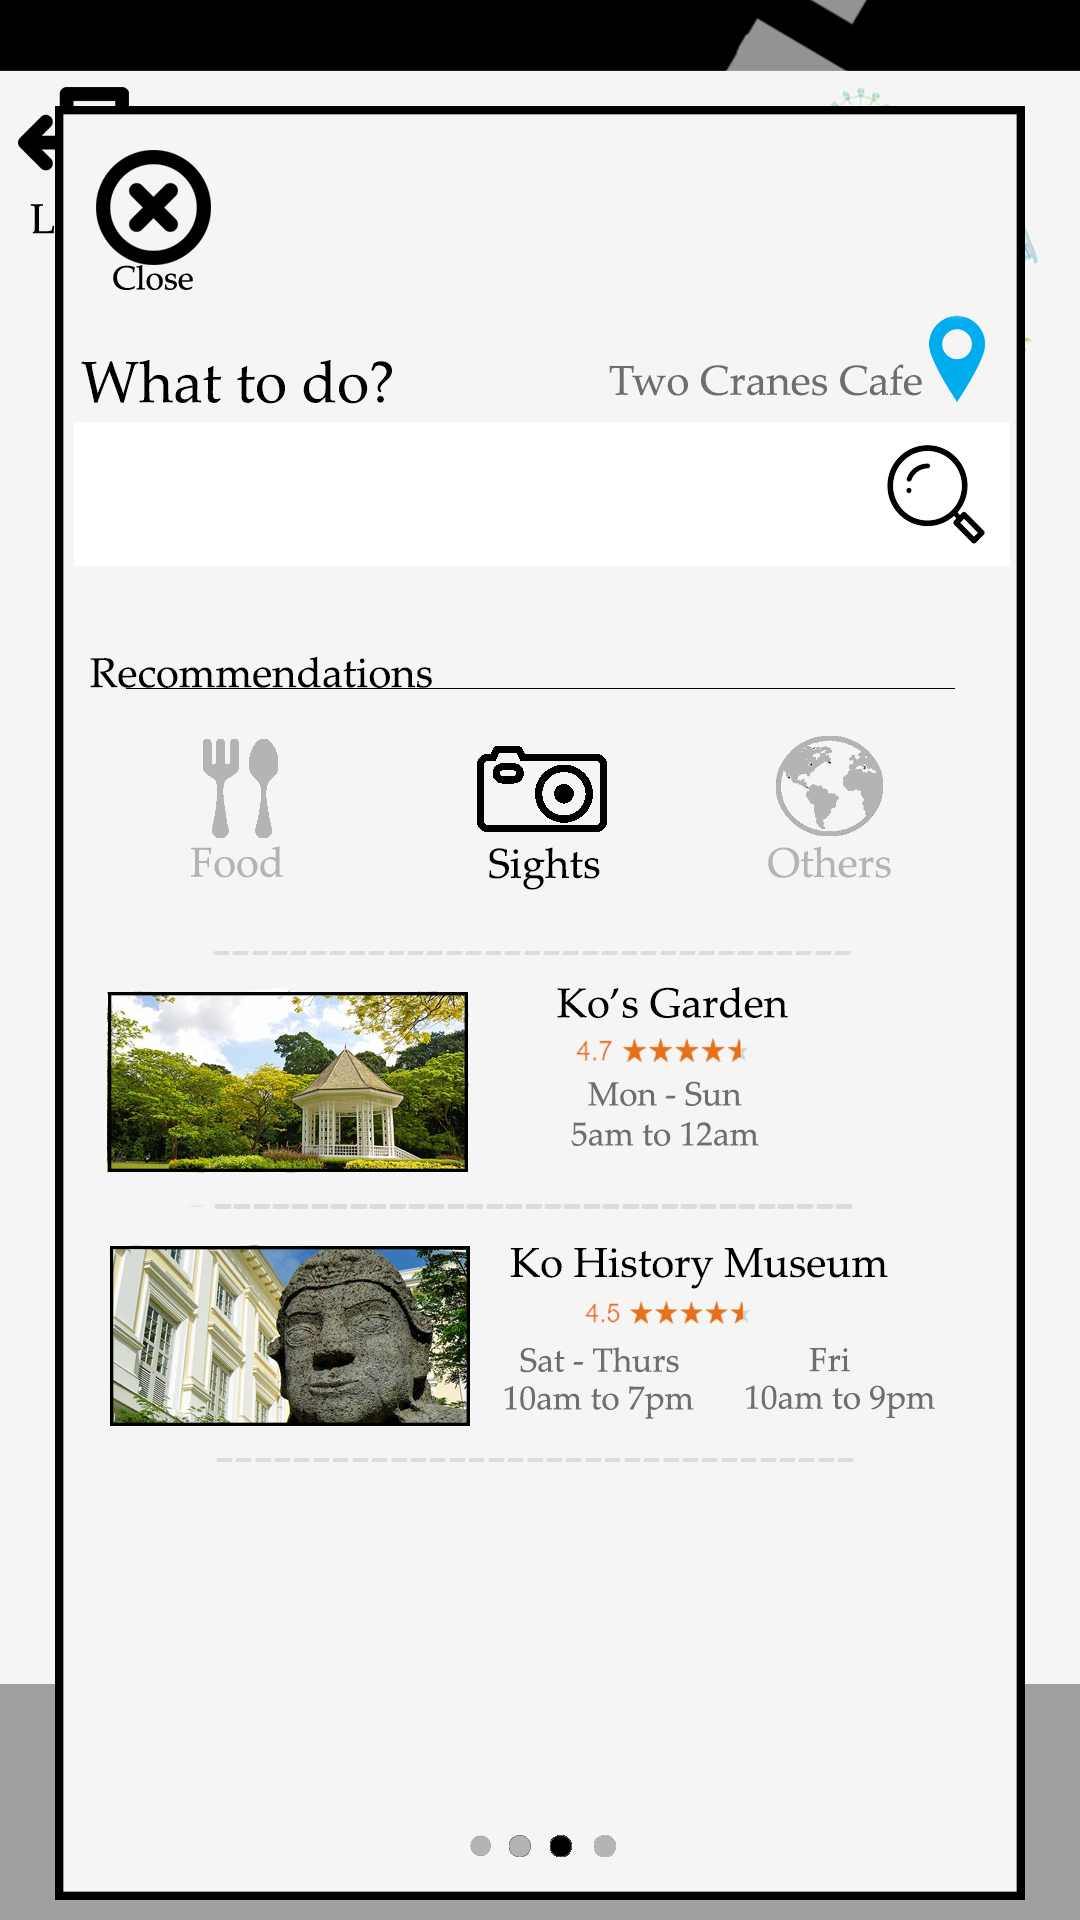 L
Close
What to do?
Two Cranes Cafe
Recommendations
Food
Sights
Others
Ko’s Garden
4.7
Mon - Sun
5am to 12am
Ko History Museum
4.5
Sat - Thurs
10am to 7pm
Fri
10am to 9pm